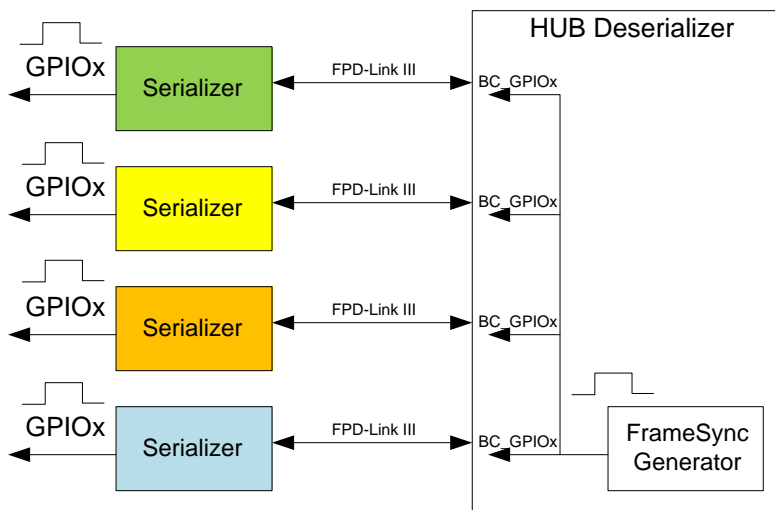 HUB Deserializer
GPIOx
Serializer
FPD-Link III
BC_GPIOx
GPIOx
Serializer
FPD-Link III
BC_GPIOx
GPIOx
Serializer
FPD-Link III
BC_GPIOx
GPIOx
Serializer
FPD-Link III
BC_GPIOx
FrameSync
Generator